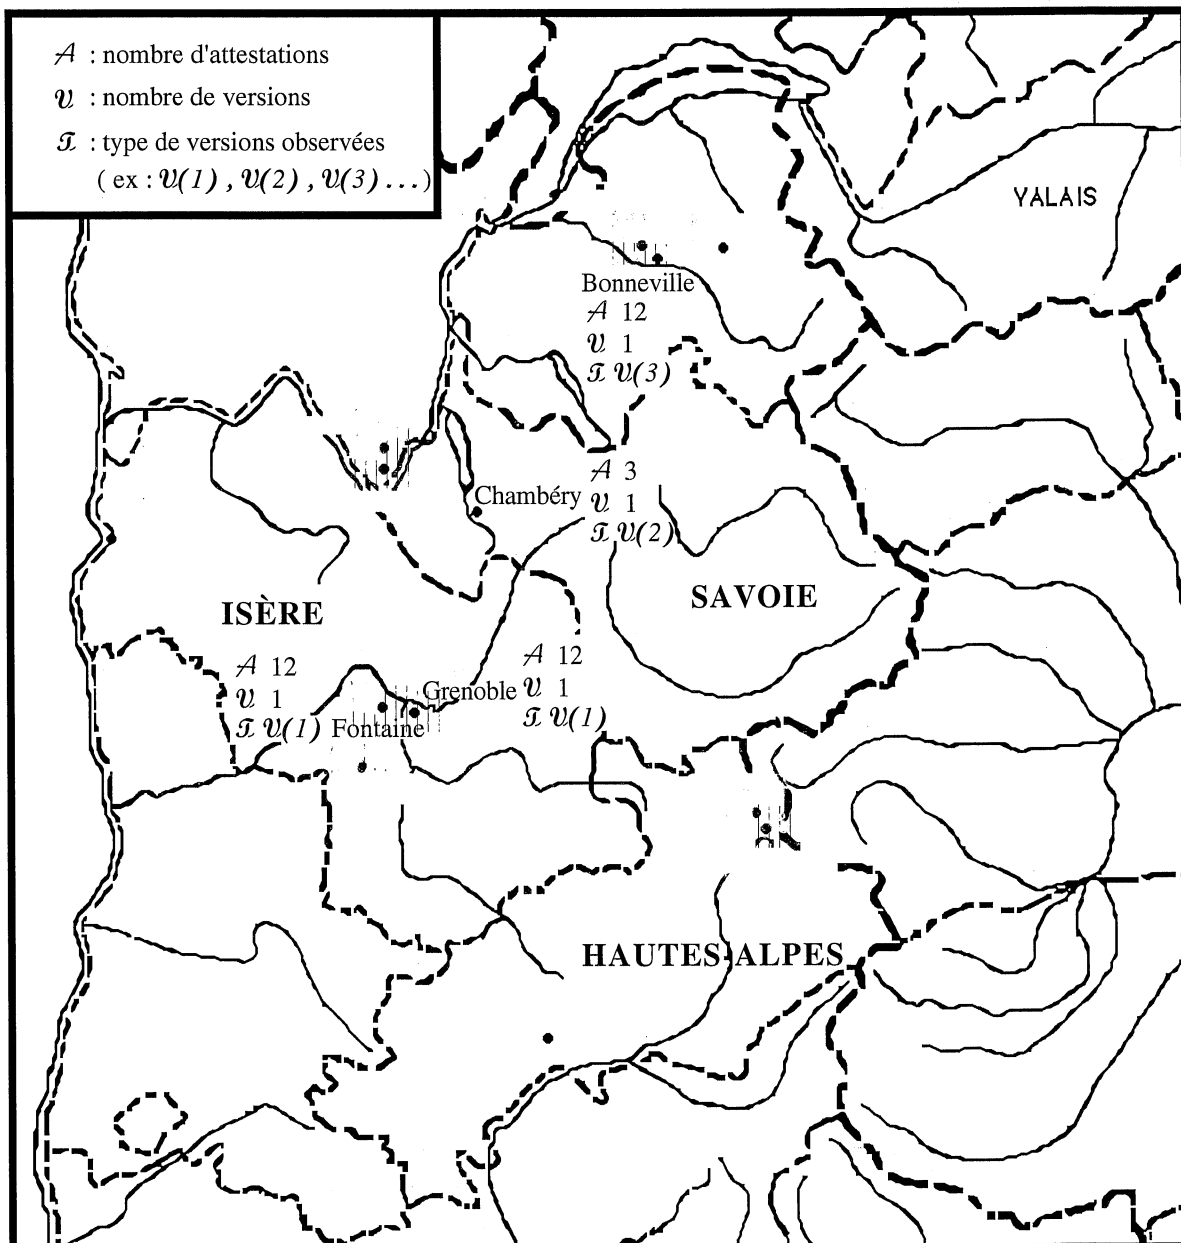 𝒜 : nombre d'attestations
𝒱 : nombre de versions
𝒯 : type de versions observées
( ex : 𝒱(1) , 𝒱(2) , 𝒱(3) ... )
YALAIS
Bonneville
𝒜 12
𝒱 1
𝒯 𝒱(3)
𝒜 3
Chambéry 𝒱 1
𝒯 𝒱(2)
SAVOIE
ISÈRE
𝒜 12
𝒱 1
𝒯 𝒱(1)
Fontaine
Grenoble
𝒜 12
𝒱 1
𝒯 𝒱(1)
HAUTES-ALPES